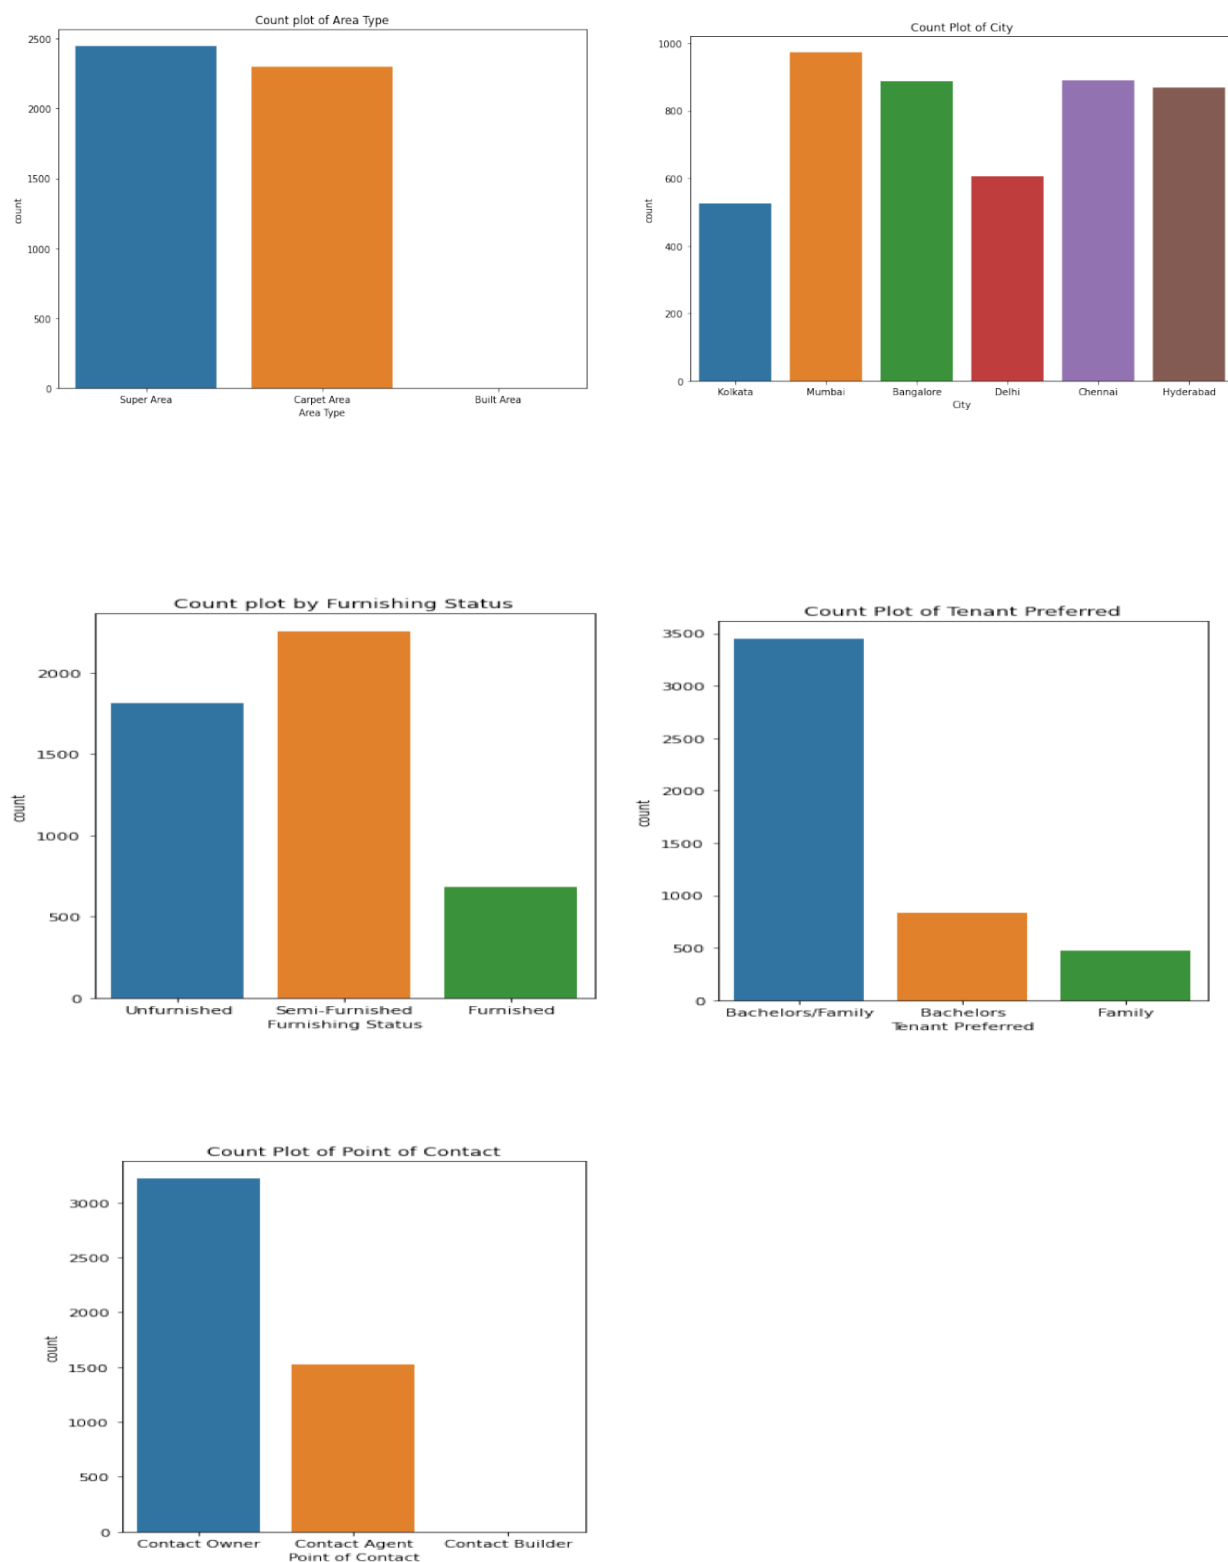 Count plot of Area Type
2500
2000
1500
1000
500
0
count
Super Area Carpet Area Built Area
Area Type
Count Plot of City
1000
800
600
400
200
0
count
Kolkata Mumbai Bangalore Delhi Chennai Hyderabad
City
Count plot by Furnishing Status
2000
1500
1000
500
0
count
Unfurnished Semi-Furnished Furnished
Furnishing Status
Count Plot of Tenant Preferred
3500
3000
2500
2000
1500
1000
500
0
count
Bachelors/Family Bachelors Family
Tenant Preferred
Count Plot of Point of Contact
3000
2500
2000
1500
1000
500
0
count
Contact Owner Contact Agent Contact Builder
Point of Contact